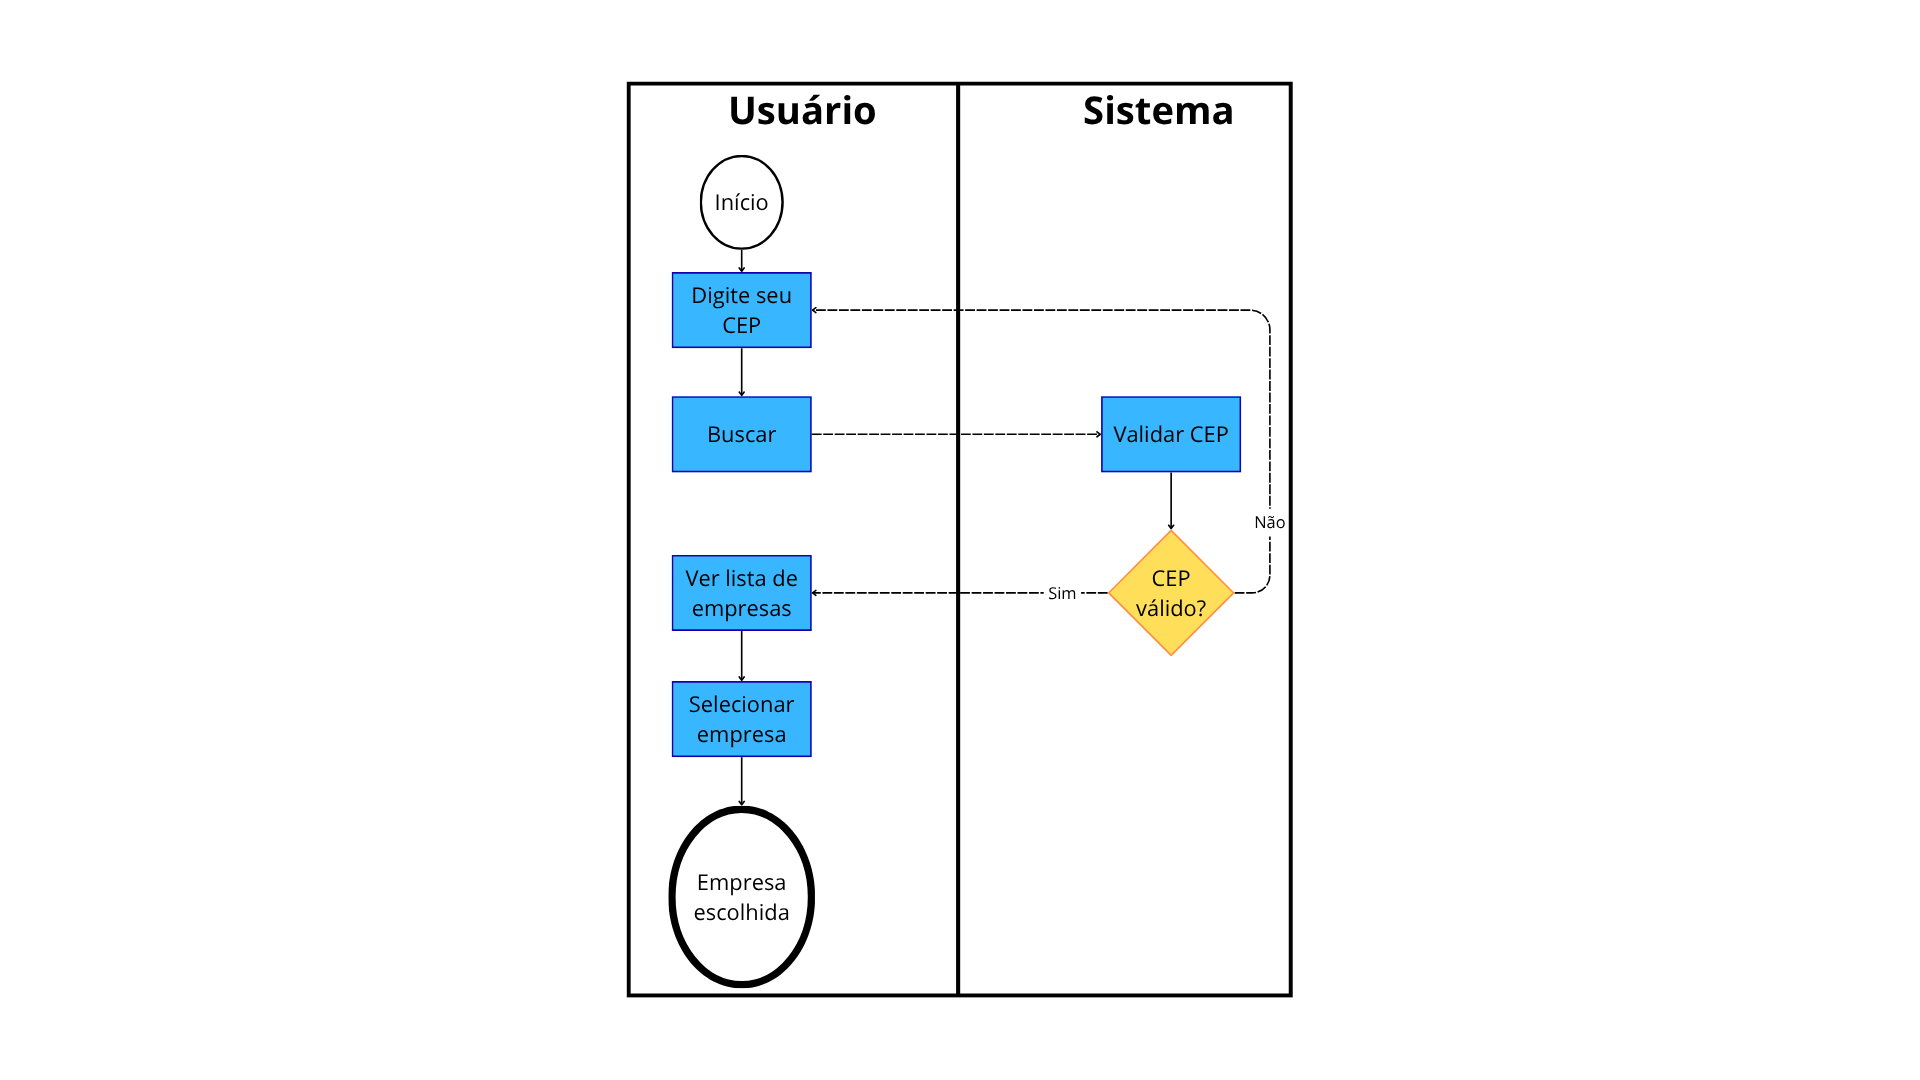 Usuário
Sistema
Início
Digite seu
CEP
Buscar
Validar CEP
Não
CEP
válido?
Sim
Ver lista de
empresas
Selecionar
empresa
Empresa
escolhida